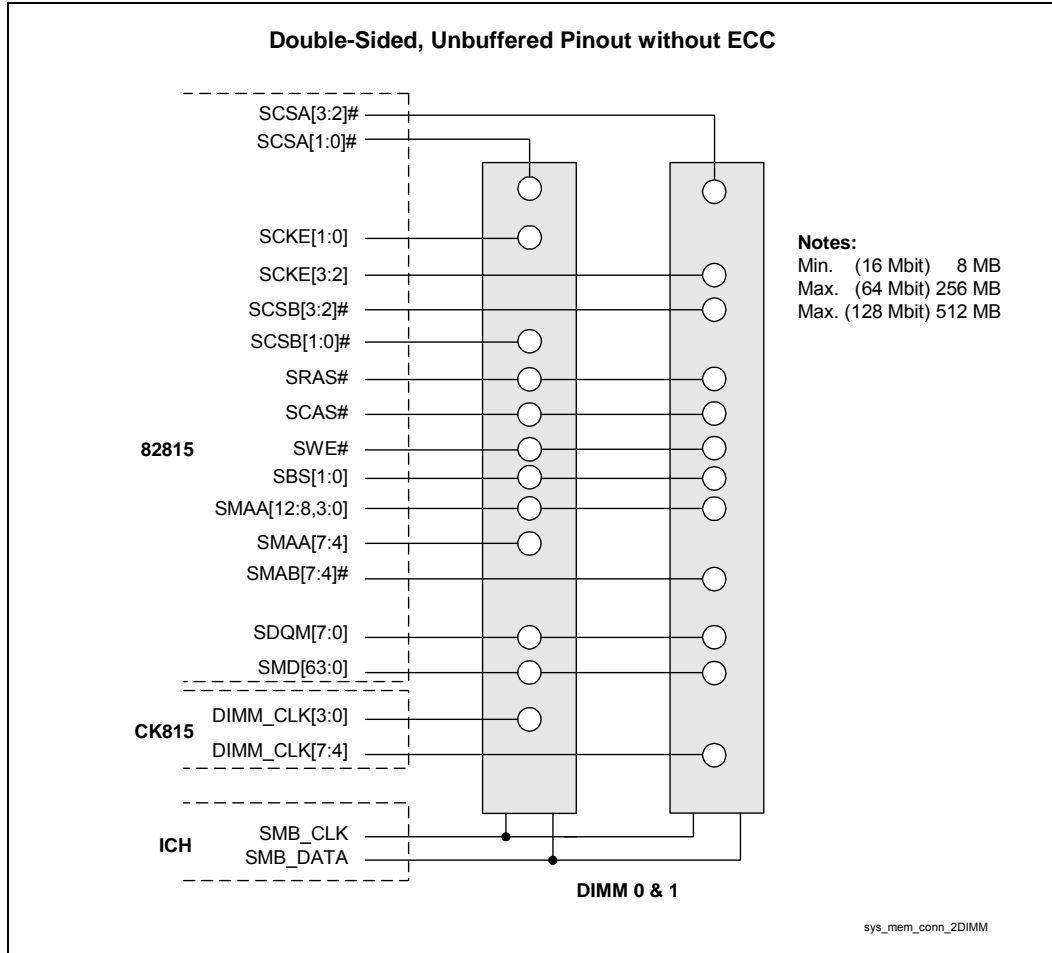 Double-Sided, Unbuffered Pinout without ECC
SCSA[3:2]#
SCSA[1:0]#
SCKE[1:0]
SCKE[3:2]
SCSB[3:2]#
SCSB[1:0]#
SRAS#
SCAS#
82815
SWE#
SBS[1:0]
SMAA[12:8,3:0]
SMAA[7:4]
SMAB[7:4]#
SDQM[7:0]
SMD[63:0]
CK815
DIMM_CLK[3:0]
DIMM_CLK[7:4]
ICH
SMB_CLK
SMB_DATA
Notes:
Min. (16 Mbit) 8 MB
Max. (64 Mbit) 256 MB
Max. (128 Mbit) 512 MB
DIMM 0 & 1
sys_mem_conn_2DIMM